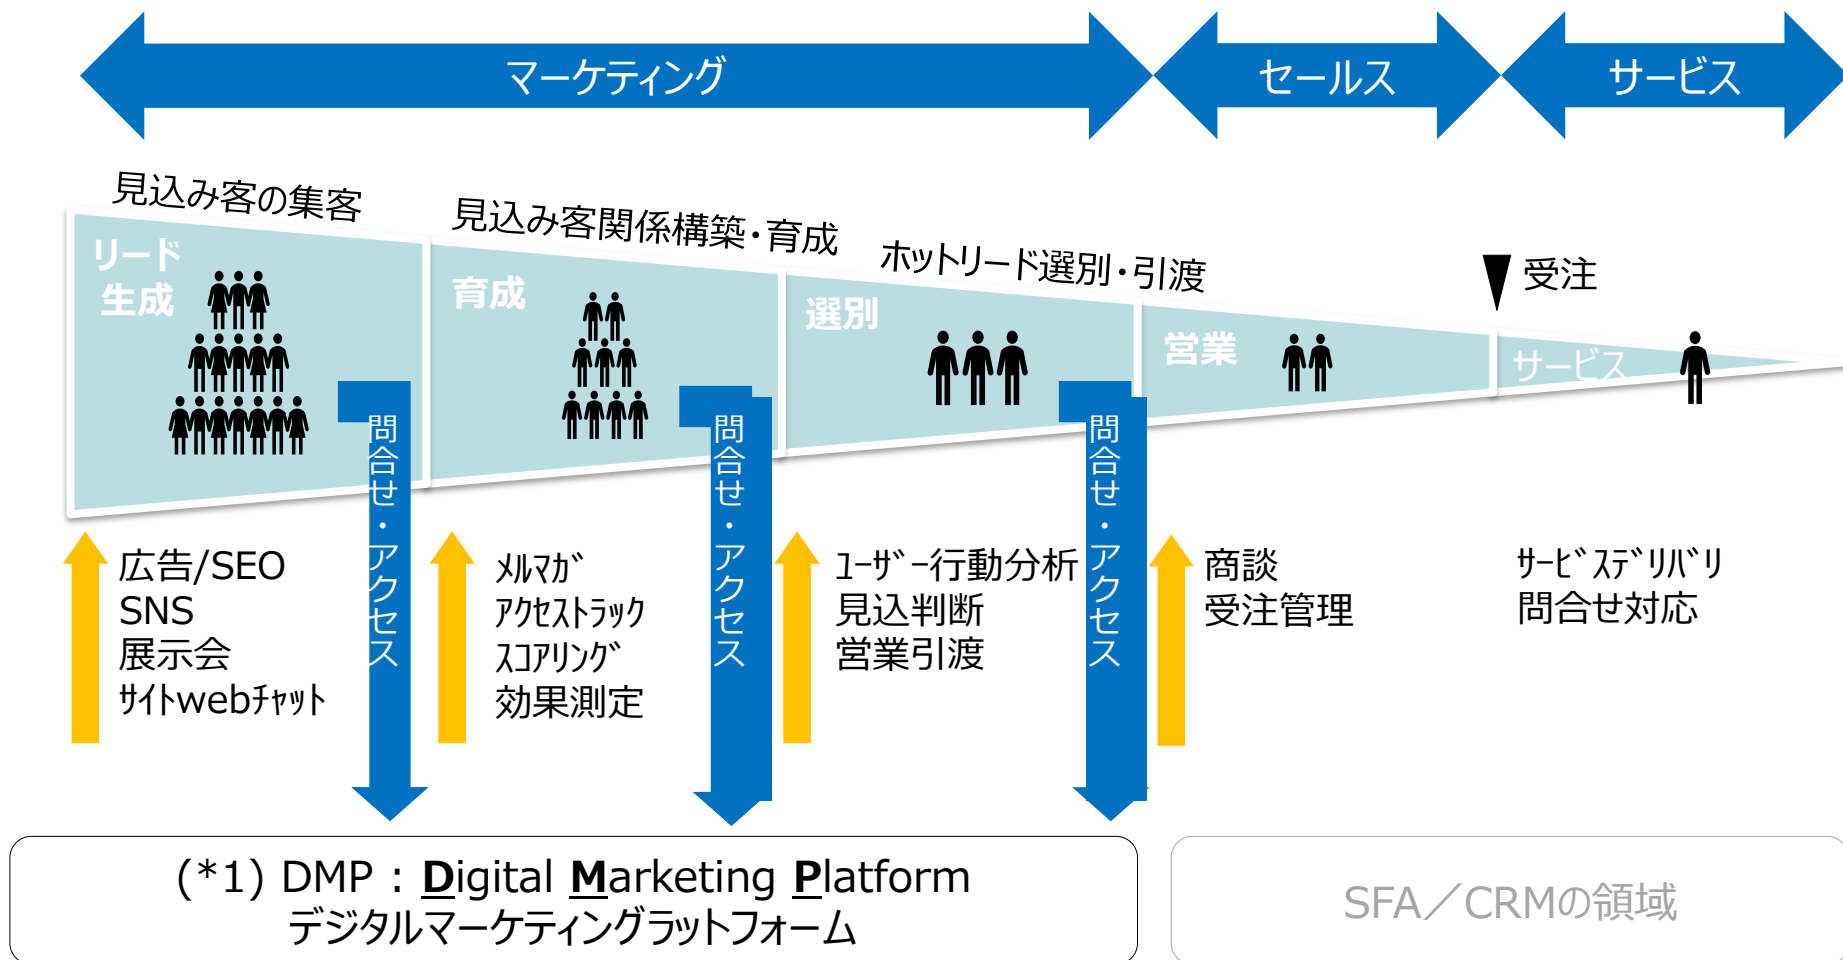 マーケティング
セールス
サービス
見込み客の集客
見込み客関係構築・育成
ホットリード選別・引渡
受注
リード
生成
育成
選別
営業
サービス
問合せ・アクセス
問合せ・アクセス
問合せ・アクセス
広告/SEO
SNS
展示会
ｻｲﾄwebﾁｬｯﾄ
ﾒﾙﾏｶﾞ
ｱｸｾｽﾄﾗｯｸ
ｽｺｱﾘﾝｸﾞ
効果測定
ﾕｰｻﾞｰ行動分析
見込判断
営業引渡
商談
受注管理
ｻｰﾋﾞｽﾃﾞﾘﾊﾞﾘ
問合せ対応
(*1) DMP : Digital Marketing Platform
デジタルマーケティングラットフォーム
SFA／CRMの領域